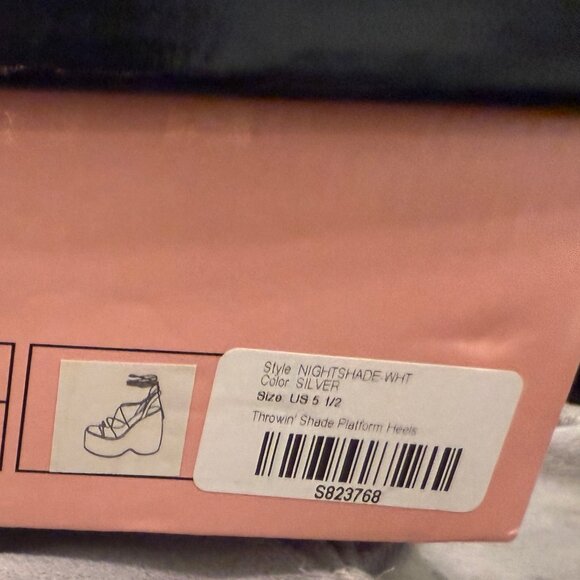 Style NIGHTSHADE-WHT
Color SILVER
Size US 5 1/2
Throwin' Shade Platform Heels
S823768